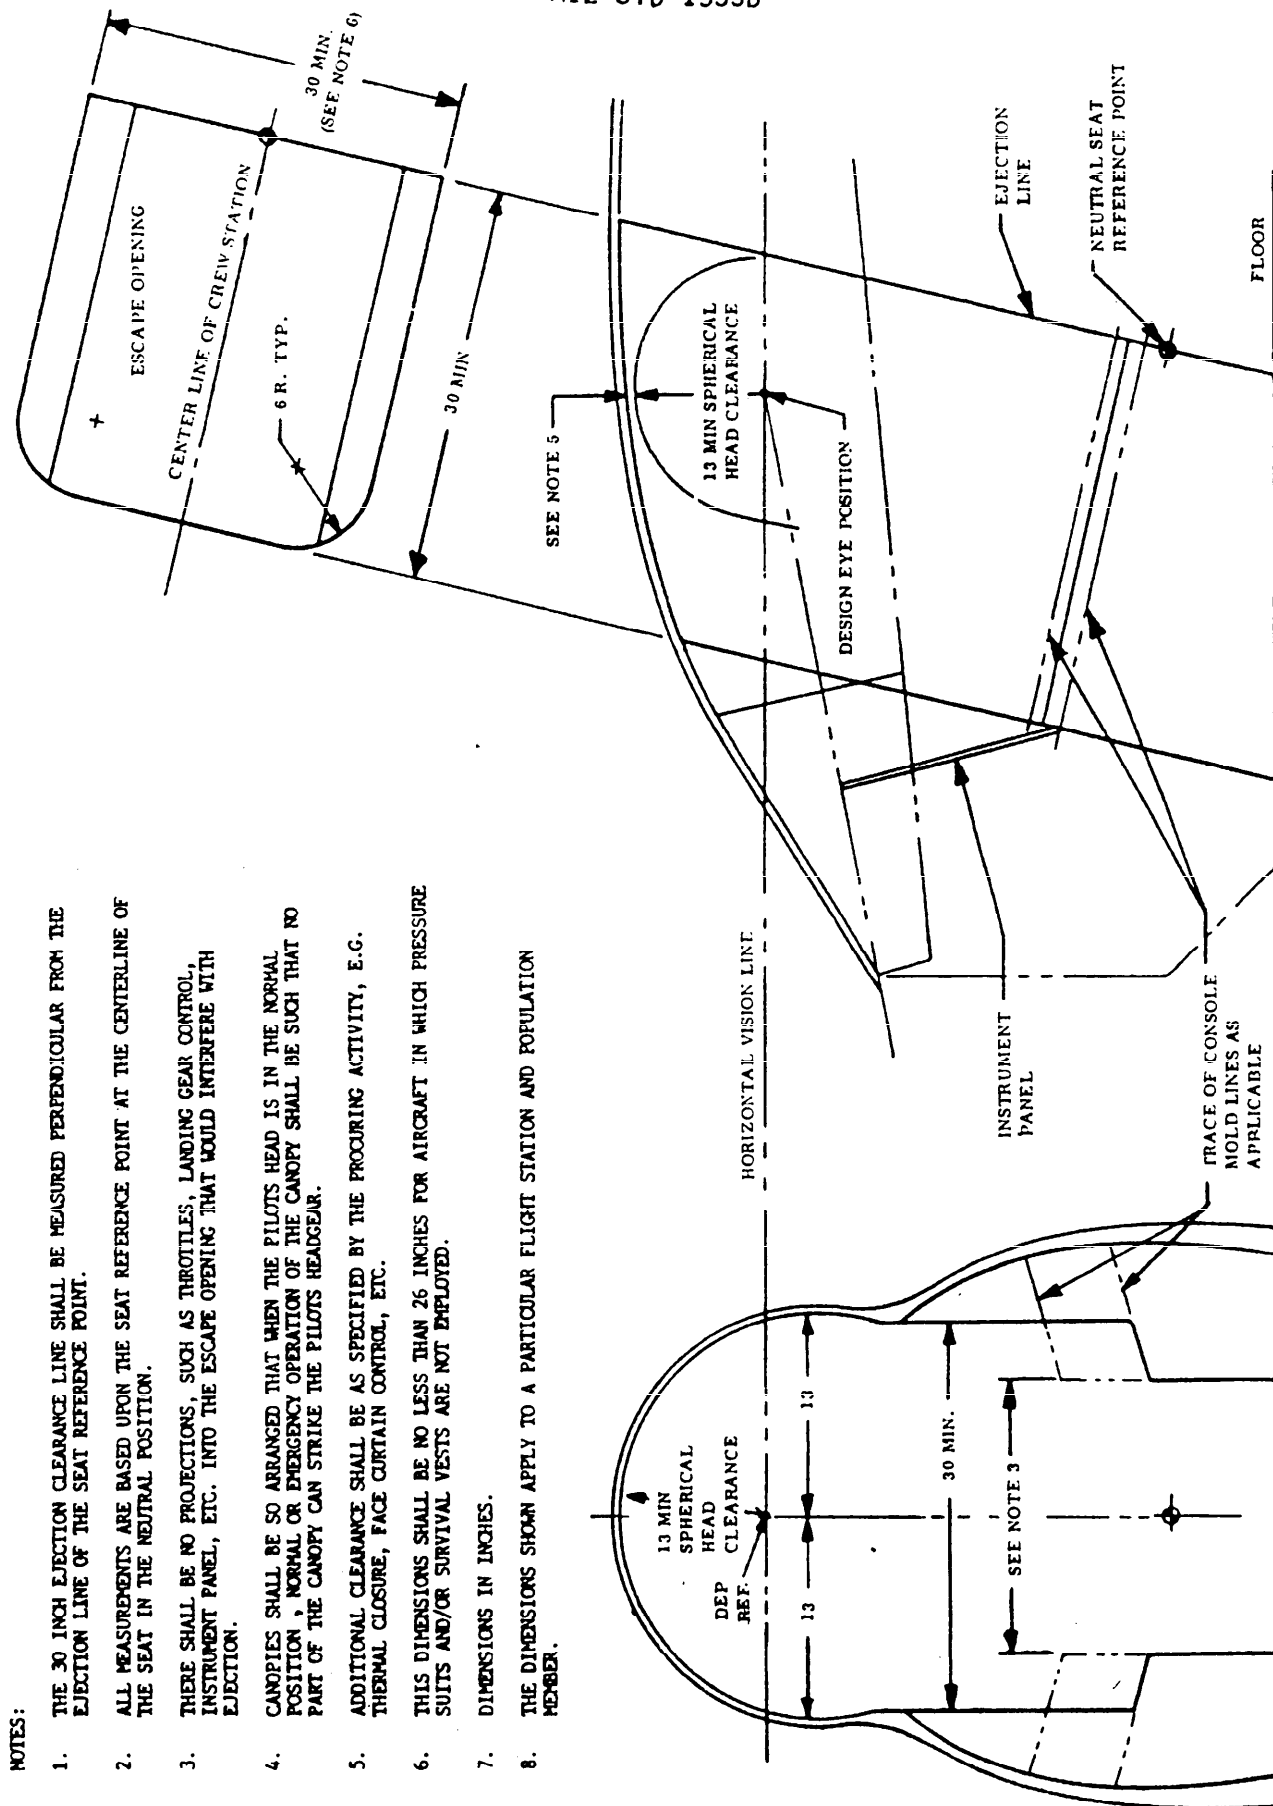 NOTES:
1. THE 30 INCH EJECTION CLEARANCE LINE SHALL BE MEASURED PERPENDICULAR FROM THE
EJECTION LINE OF THE SEAT REFERENCE POINT.
2. ALL MEASUREMENTS ARE BASED UPON THE SEAT REFERENCE POINT AT THE CENTERLINE OF
THE SEAT IN THE NEUTRAL POSITION.
3. THERE SHALL BE NO PROJECTIONS, SUCH AS THROTTLES, LANDING GEAR CONTROL,
INSTRUMENT PANEL, ETC. INTO THE ESCAPE OPENING THAT WOULD INTERFERE WITH
EJECTION.
4. CANOPIES SHALL BE SO ARRANGED THAT WHEN THE PILOTS HEAD IS IN THE NORMAL
POSITION, NORMAL OR EMERGENCY OPERATION OF THE CANOPY SHALL BE SUCH THAT NO
PART OF THE CANOPY CAN STRIKE THE PILOTS HEADGEAR.
5. ADDITIONAL CLEARANCE SHALL BE AS SPECIFIED BY THE PROCURING ACTIVITY, E.G.
THERMAL CLOSURE, FACE CURTAIN CONTROL, ETC.
6. THIS DIMENSIONS SHALL BE NO LESS THAN 26 INCHES FOR AIRCRAFT IN WHICH PRESSURE
SUITS AND/OR SURVIVAL VESTS ARE NOT EMPLOYED.
7. DIMENSIONS IN INCHES.
8. THE DIMENSIONS SHOWN APPLY TO A PARTICULAR FLIGHT STATION AND POPULATION
MEMBER.
30 MIN.
(SEE NOTE 6)
ESCAPE OPENING
CENTER LINE OF CREW STATION
6 R. TYP.
30 MIN
SEE NOTE 5
13 MIN SPHERICAL
HEAD CLEARANCE
DESIGN EYE POSITION
EJECTION
LINE
NEUTRAL SEAT
REFERENCE POINT
FLOOR
HORIZONTAL VISION LINE
INSTRUMENT
PANEL
TRACE OF CONSOLE
MOLD LINES AS
APPLICABLE
13 MIN
SPHERICAL
HEAD
CLEARANCE
DEP
REF.
13
13
30 MIN.
SEE NOTE 3